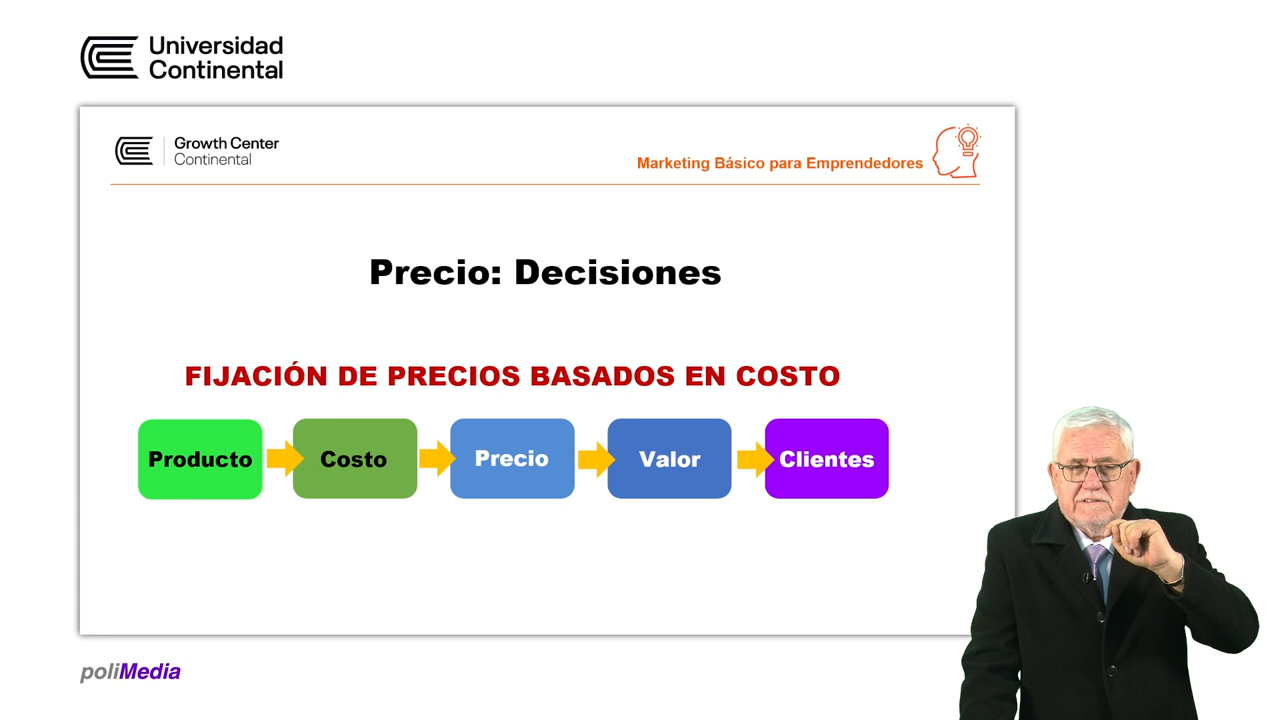 Universidad
Continental
Growth Center
Continental
Marketing Básico para Emprendedores
Precio: Decisiones
FIJACIÓN DE PRECIOS BASADOS EN COSTO
Producto
Costo
Precio
Valor
Clientes
poliMedia